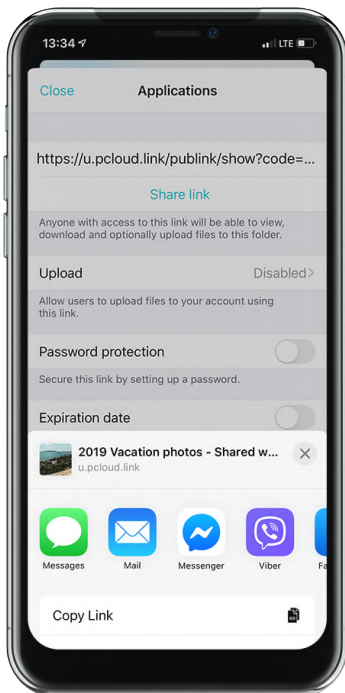 13:34
LTE
Close
Applications
https://u.pcloud.link/publink/show?code=...
Share link
Anyone with access to this link will be able to view,
download and optionally upload files to this folder.
Upload
Disabled
Allow users to upload files to your account using
this link.
Password protection
Secure this link by setting up a password.
Expiration date
2019 Vacation photos - Shared w...
u.pcloud.link
Messages
Mail
Messenger
Viber
Fa
Copy Link